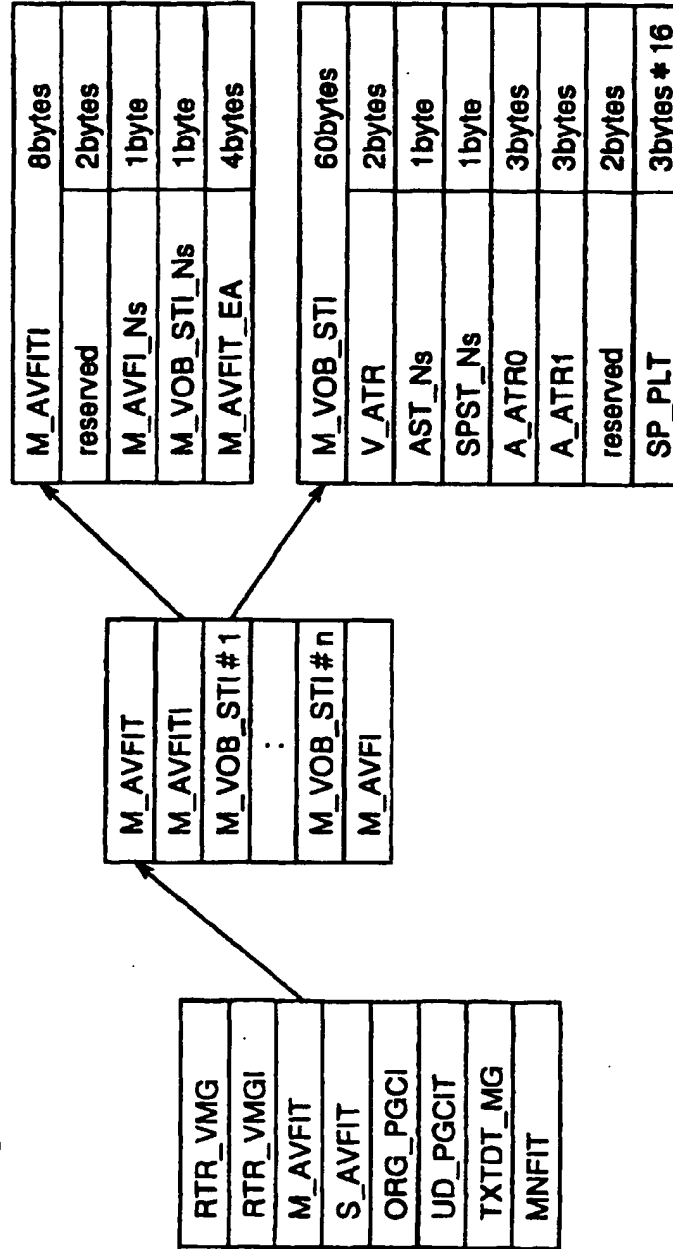 RTR_VMG
RTR_VMGI
M_AVFIT
S_AVFIT
ORG_PGCI
UD_PGCIT
TXTDT_MG
MNFIT
M_AVFIT
M_AVFITI
M_VOB_STI#1
:
M_VOB_STI#n
M_AVFI
M_AVFITI 8bytes
reserved 2bytes
M_AVFI_Ns 1byte
M_VOB_STI_Ns 1byte
M_AVFIT_EA 4bytes
M_VOB_STI 60bytes
V_ATR 2bytes
AST_Ns 1byte
SPST_Ns 1byte
A_ATR0 3bytes
A_ATR1 3bytes
reserved 2bytes
SP_PLT 3bytes*16